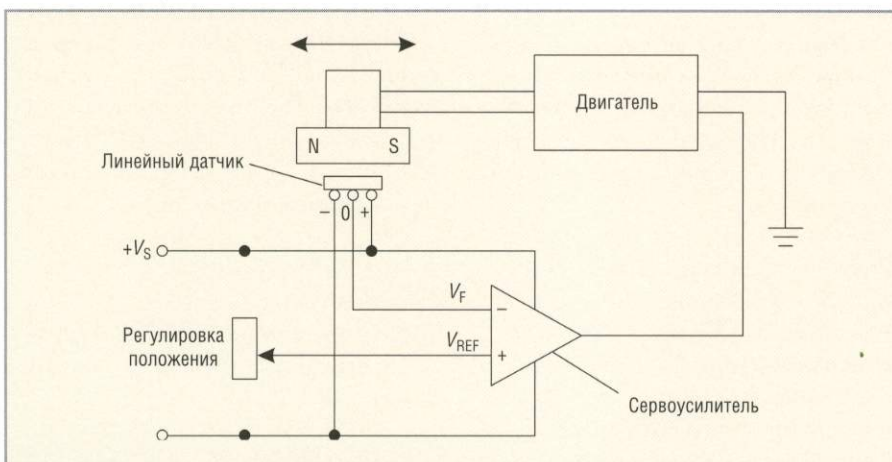 Двигатель
N S
Линейный датчик
– 0 +
+VS
VF
–
Регулировка
положения
VREF
+
Сервоусилитель